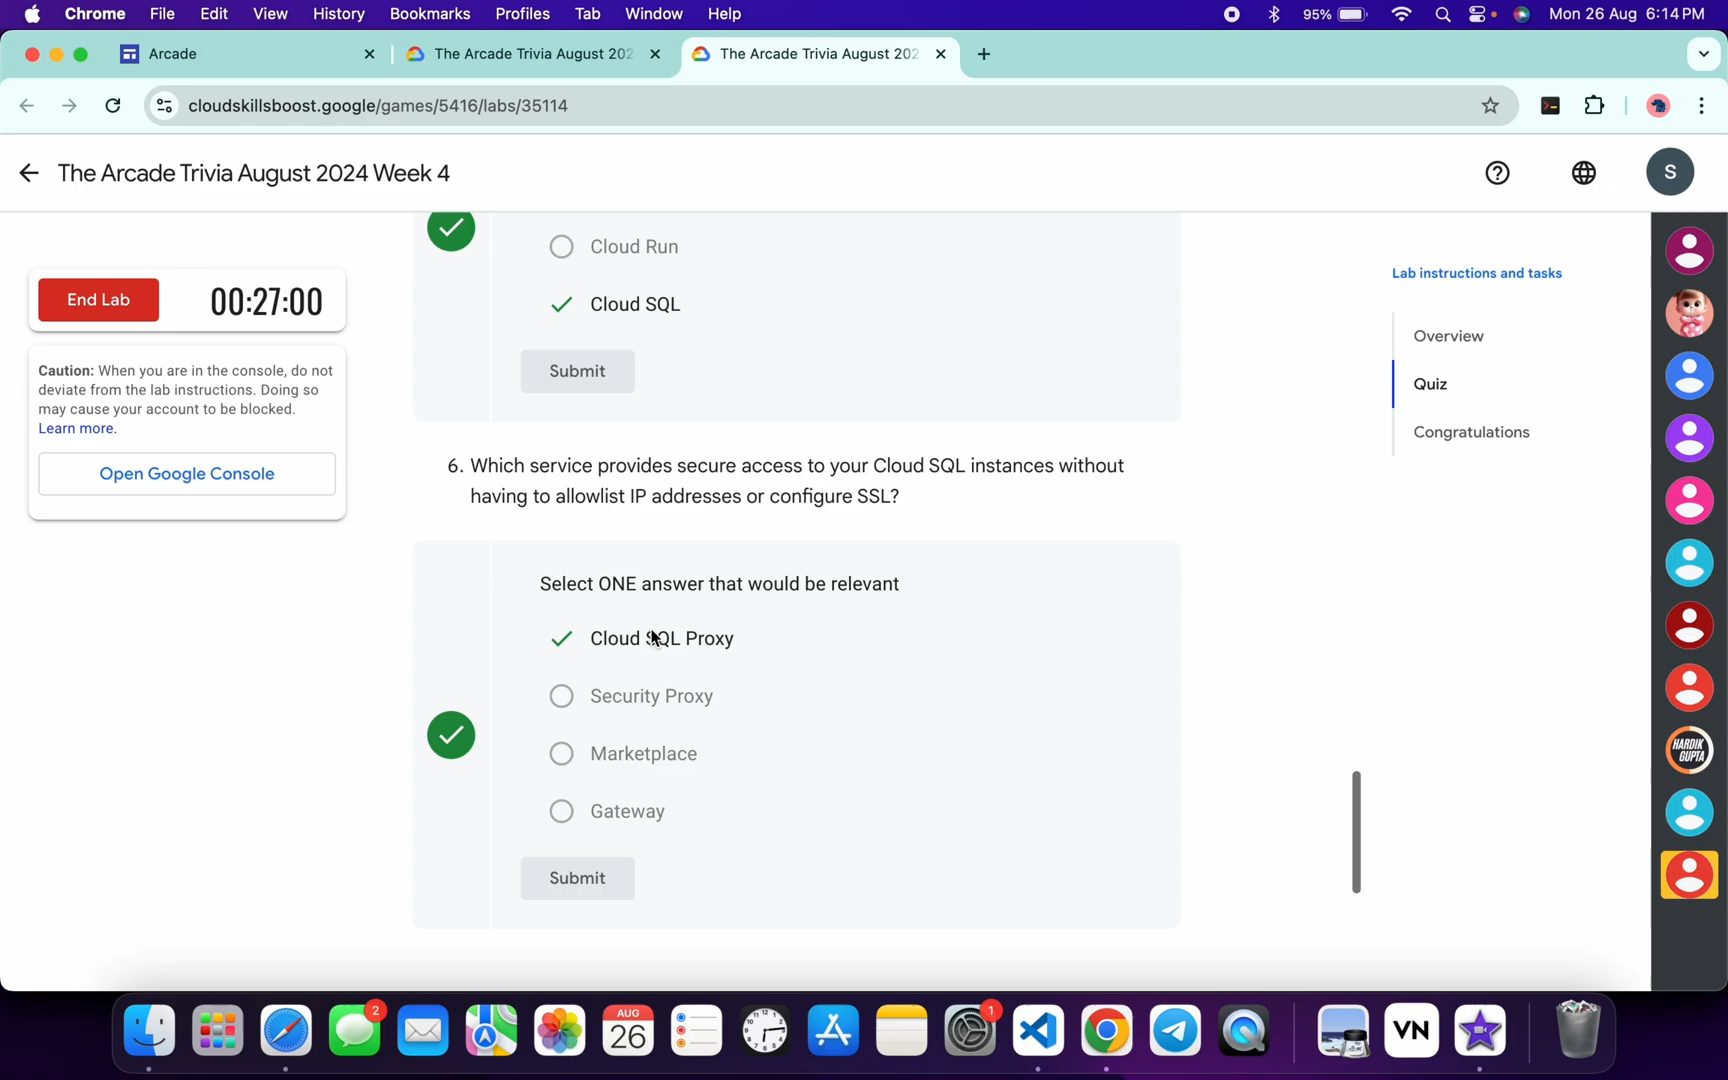 Chrome File Edit View History Bookmarks Profiles Tab Window Help 95% Mon 26 Aug 6:14 PM
Arcade The Arcade Trivia August 202 The Arcade Trivia August 202
cloudskillsboost.google/games/5416/labs/35114
The Arcade Trivia August 2024 Week 4
S
End Lab 00:27:00
Caution: When you are in the console, do not
deviate from the lab instructions. Doing so
may cause your account to be blocked.
Learn more.
Open Google Console
Cloud Run
Cloud SQL
Submit
6. Which service provides secure access to your Cloud SQL instances without
having to allowlist IP addresses or configure SSL?
Select ONE answer that would be relevant
Cloud SQL Proxy
Security Proxy
Marketplace
Gateway
Submit
Lab instructions and tasks
Overview
Quiz
Congratulations
HARDIK
GUPTA
2
AUG
26
1
VN